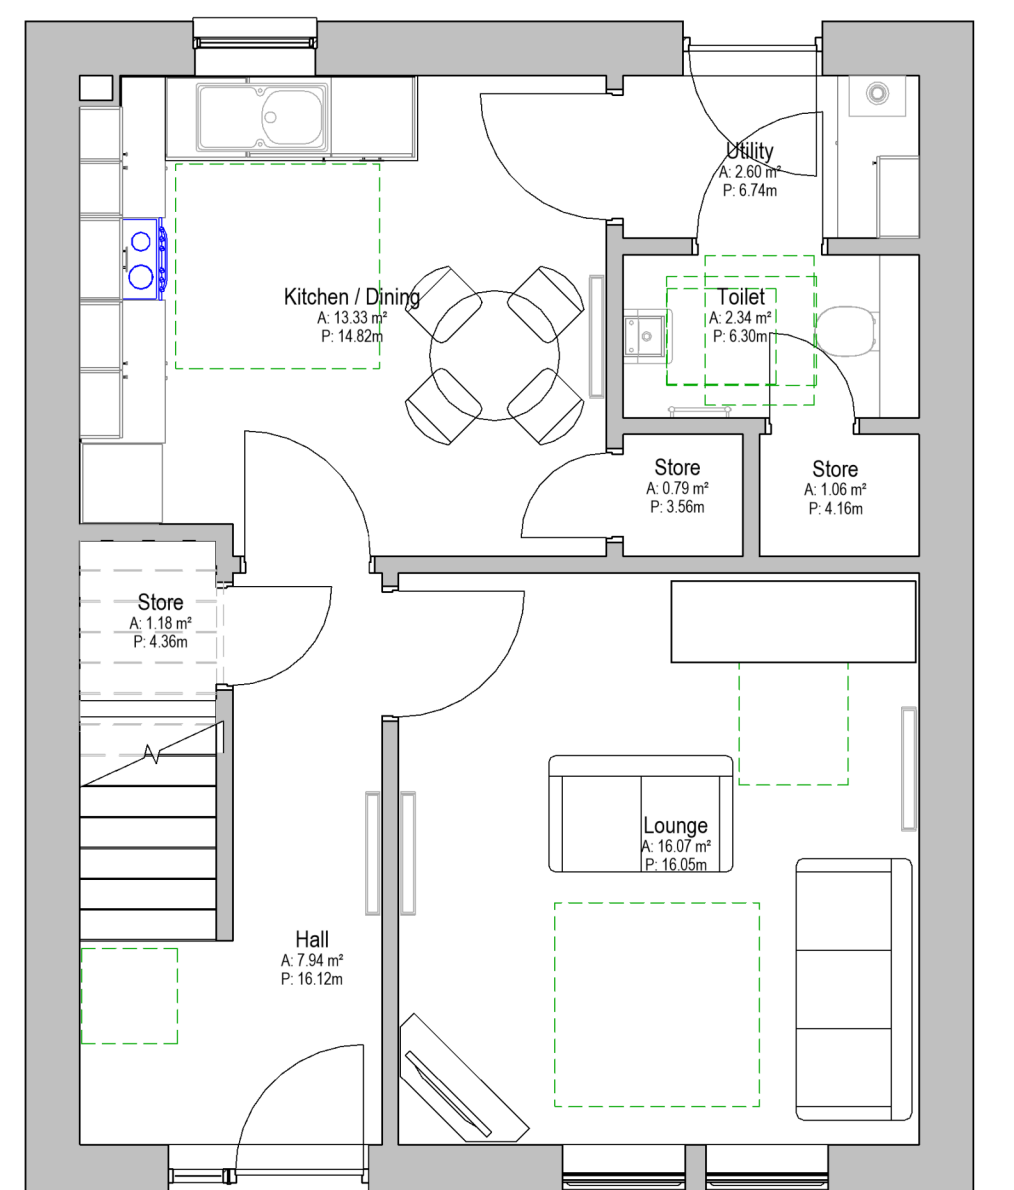 Utility
A: 2.60 m²
P: 6.74m
Kitchen / Dining
A: 13.33 m²
P: 14.82m
Toilet
A: 2.34 m²
P: 6.30m
Store
A: 0.79 m²
P: 3.56m
Store
A: 1.06 m²
P: 4.16m
Store
A: 1.18 m²
P: 4.36m
Lounge
A: 16.07 m²
P: 16.05m
Hall
A: 7.94 m²
P: 16.12m